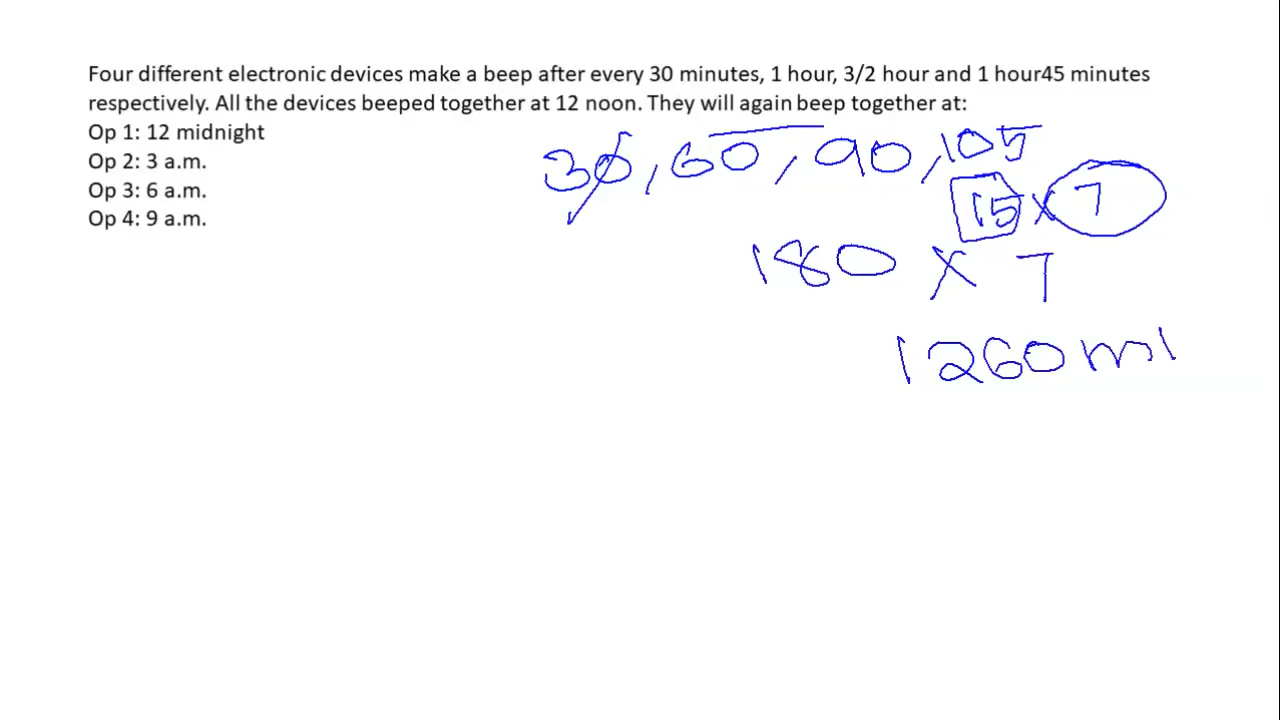 Four different electronic devices make a beep after every 30 minutes, 1 hour, 3/2 hour and 1 hour45 minutes
respectively. All the devices beeped together at 12 noon. They will again beep together at:
Op 1: 12 midnight
Op 2: 3 a.m.
Op 3: 6 a.m.
Op 4: 9 a.m.
30, 60, 90, 105
15 x 7
180 x 7
1260 mi